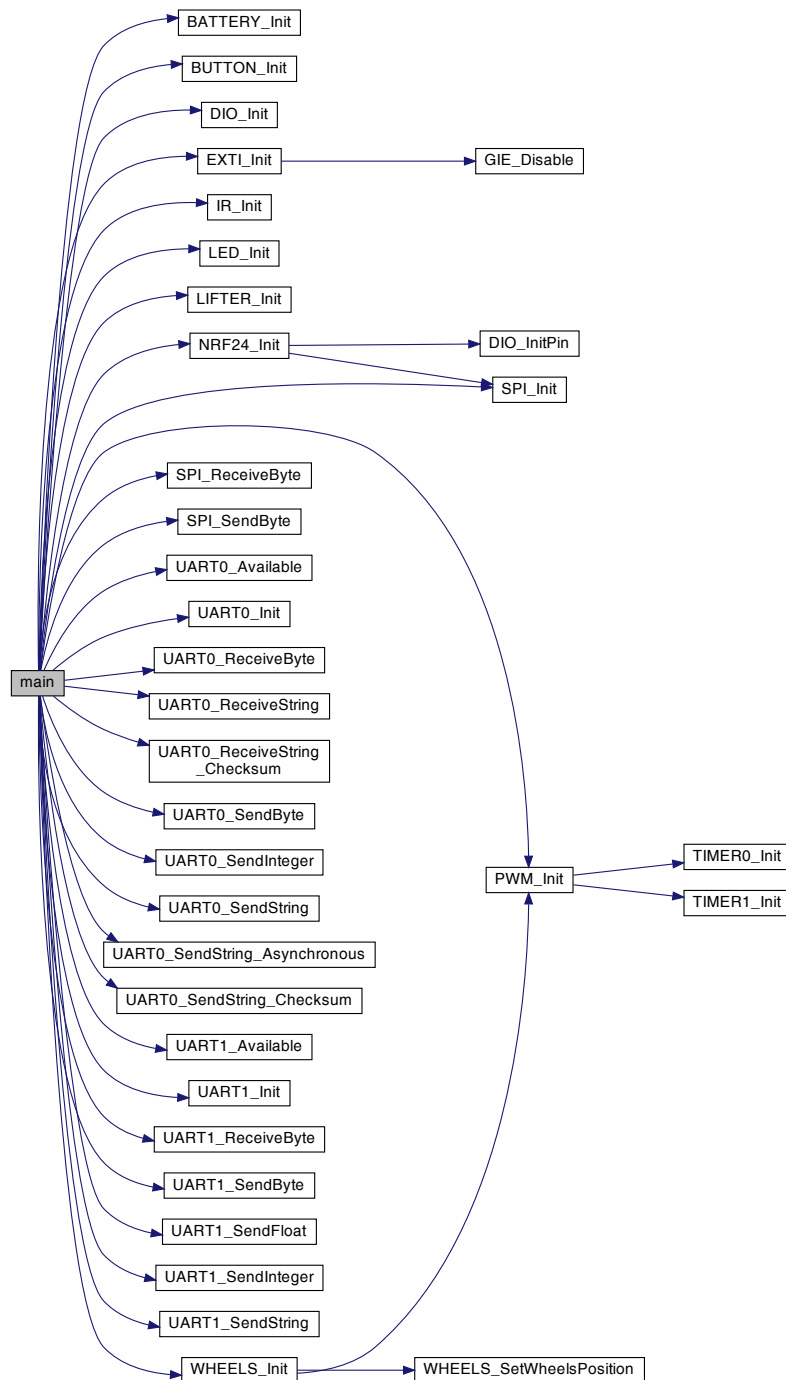 BATTERY_Init
BUTTON_Init
DIO_Init
EXTI_Init
GIE_Disable
IR_Init
LED_Init
LIFTER_Init
NRF24_Init
DIO_InitPin
SPI_Init
SPI_ReceiveByte
SPI_SendByte
UART0_Available
UART0_Init
UART0_ReceiveByte
main
UART0_ReceiveString
UART0_ReceiveString
_Checksum
UART0_SendByte
UART0_SendInteger
PWM_Init
TIMER0_Init
TIMER1_Init
UART0_SendString
UART0_SendString_Asynchronous
UART0_SendString_Checksum
UART1_Available
UART1_Init
UART1_ReceiveByte
UART1_SendByte
UART1_SendFloat
UART1_SendInteger
UART1_SendString
WHEELS_Init
WHEELS_SetWheelsPosition